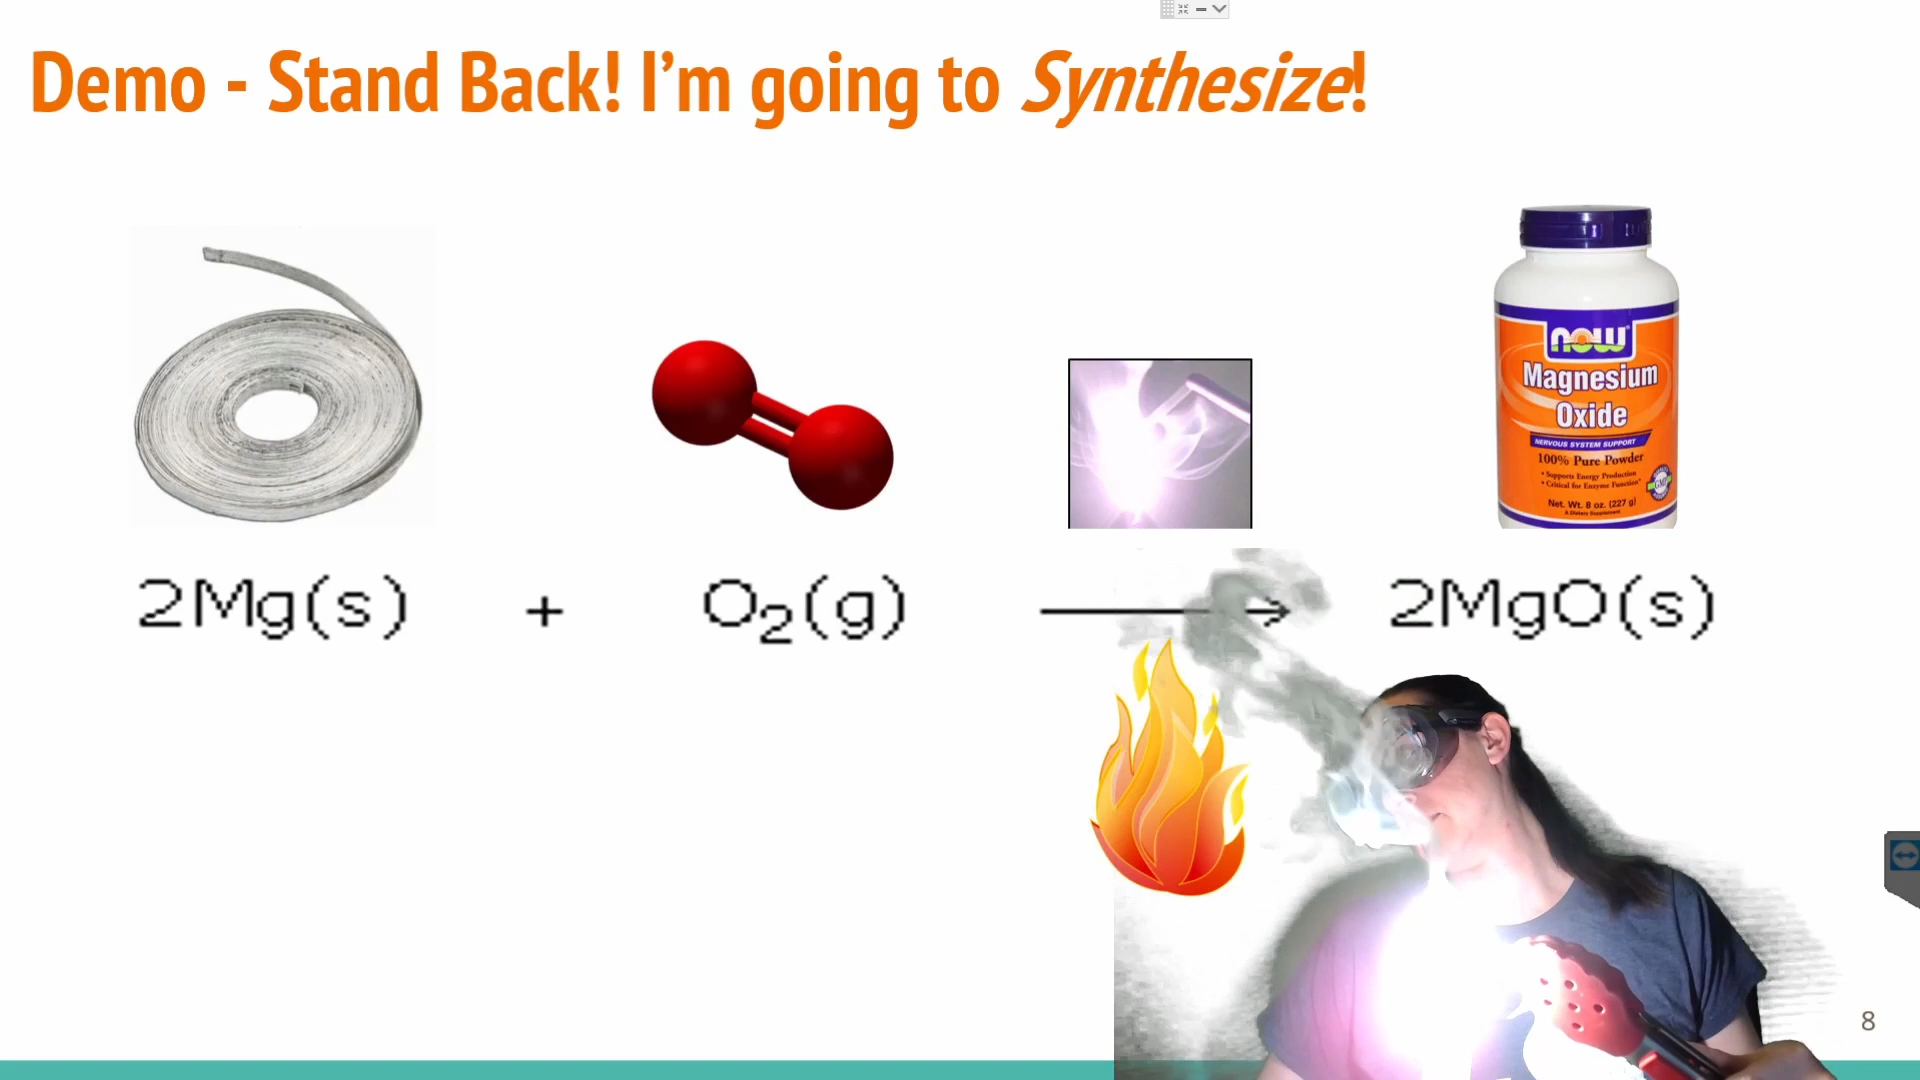 Demo - Stand Back! I’m going to Synthesize!
NOW
Magnesium
Oxide
NERVOUS SYSTEM SUPPORT
100% Pure Powder
• Supports Energy Production
• Critical for Enzyme Function*
Net. Wt. 8 oz. (227 g)
A Dietary Supplement
GMP
2Mg(s) + O₂(g) → 2MgO(s)
8